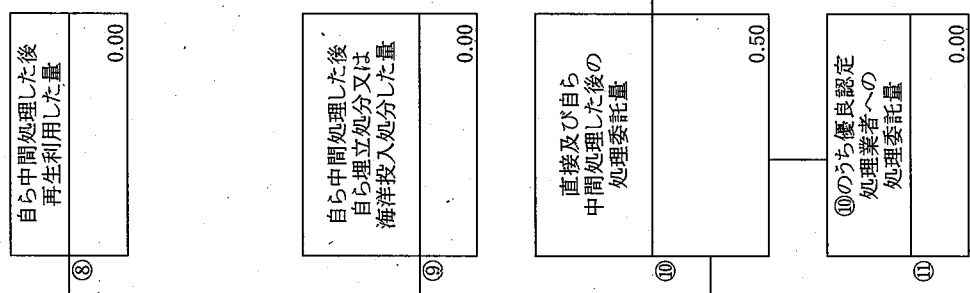 自ら中間処理した後
再生利用した量
0.00
⑧
自ら中間処理した後
自ら埋立処分又は
海洋投入処分した量
0.00
⑨
直接及び自ら
中間処理した後の
処理委託量
0.50
⑩
⑩のうち優良認定
処理業者への
処理委託量
0.00
⑪